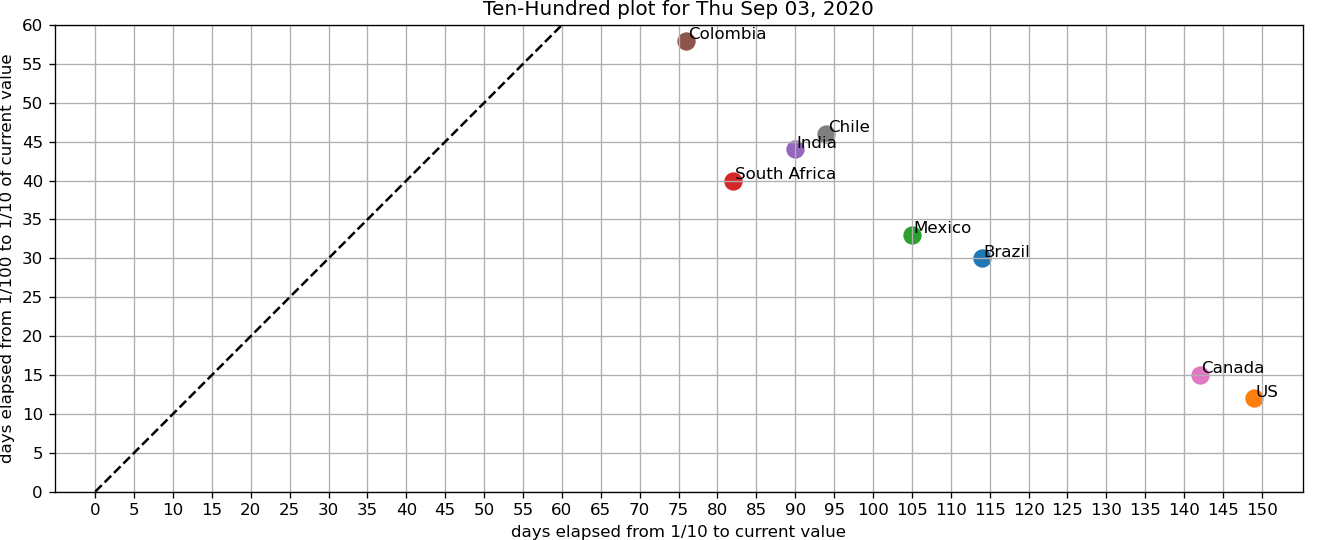 Ten-Hundred plot for Thu Sep 03, 2020
days elapsed from 1/100 to 1/10 of current value
60
55
50
45
40
35
30
25
20
15
10
5
0
Colombia
Chile
India
South Africa
Mexico
Brazil
Canada
US
0 5 10 15 20 25 30 35 40 45 50 55 60 65 70 75 80 85 90 95 100 105 110 115 120 125 130 135 140 145 150
days elapsed from 1/10 to current value